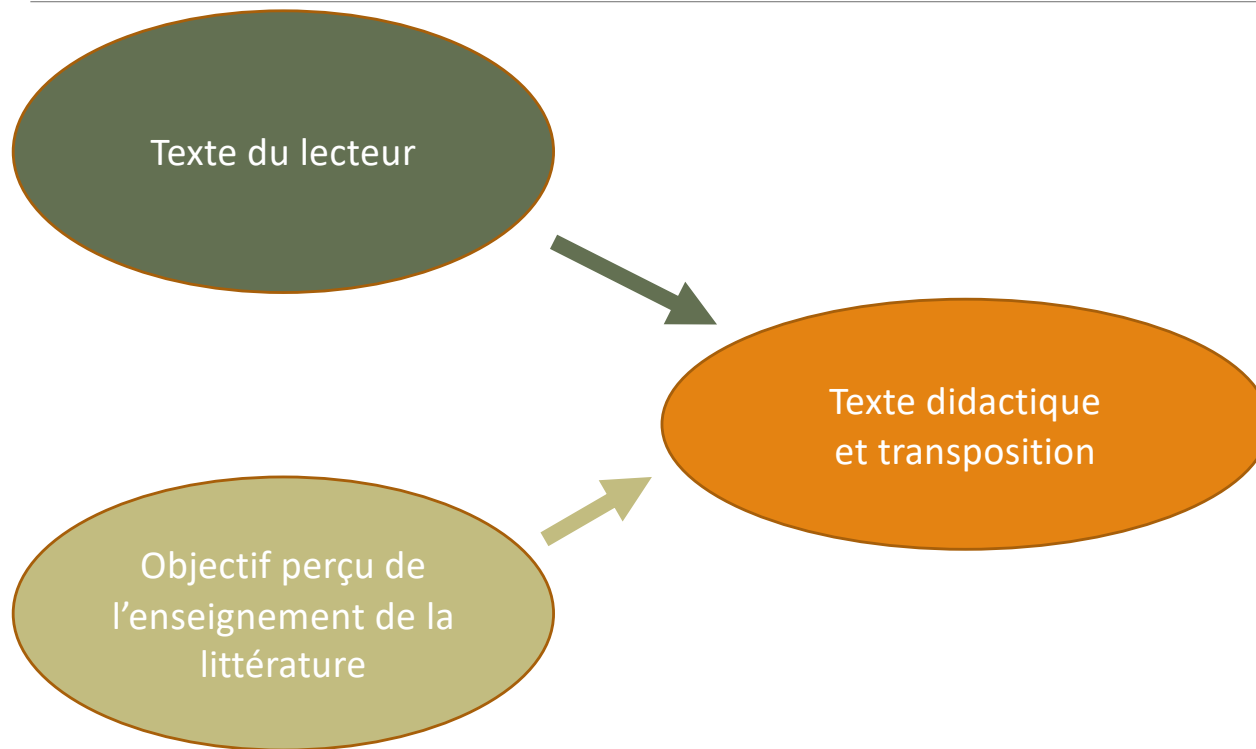 Texte du lecteur
Texte didactique
et transposition
Objectif perçu de
l’enseignement de la
littérature